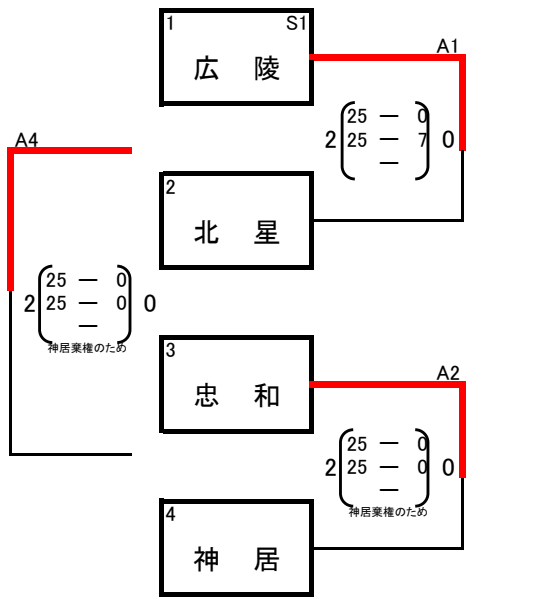 1 S1
広 陵
A1
25 — 0
2 25 — 7 0
—
A4
2
北 星
25 — 0
2 25 — 0 0
—
神居棄権のため
3
忠 和
A2
25 — 0
2 25 — 0 0
—
神居棄権のため
4
神 居